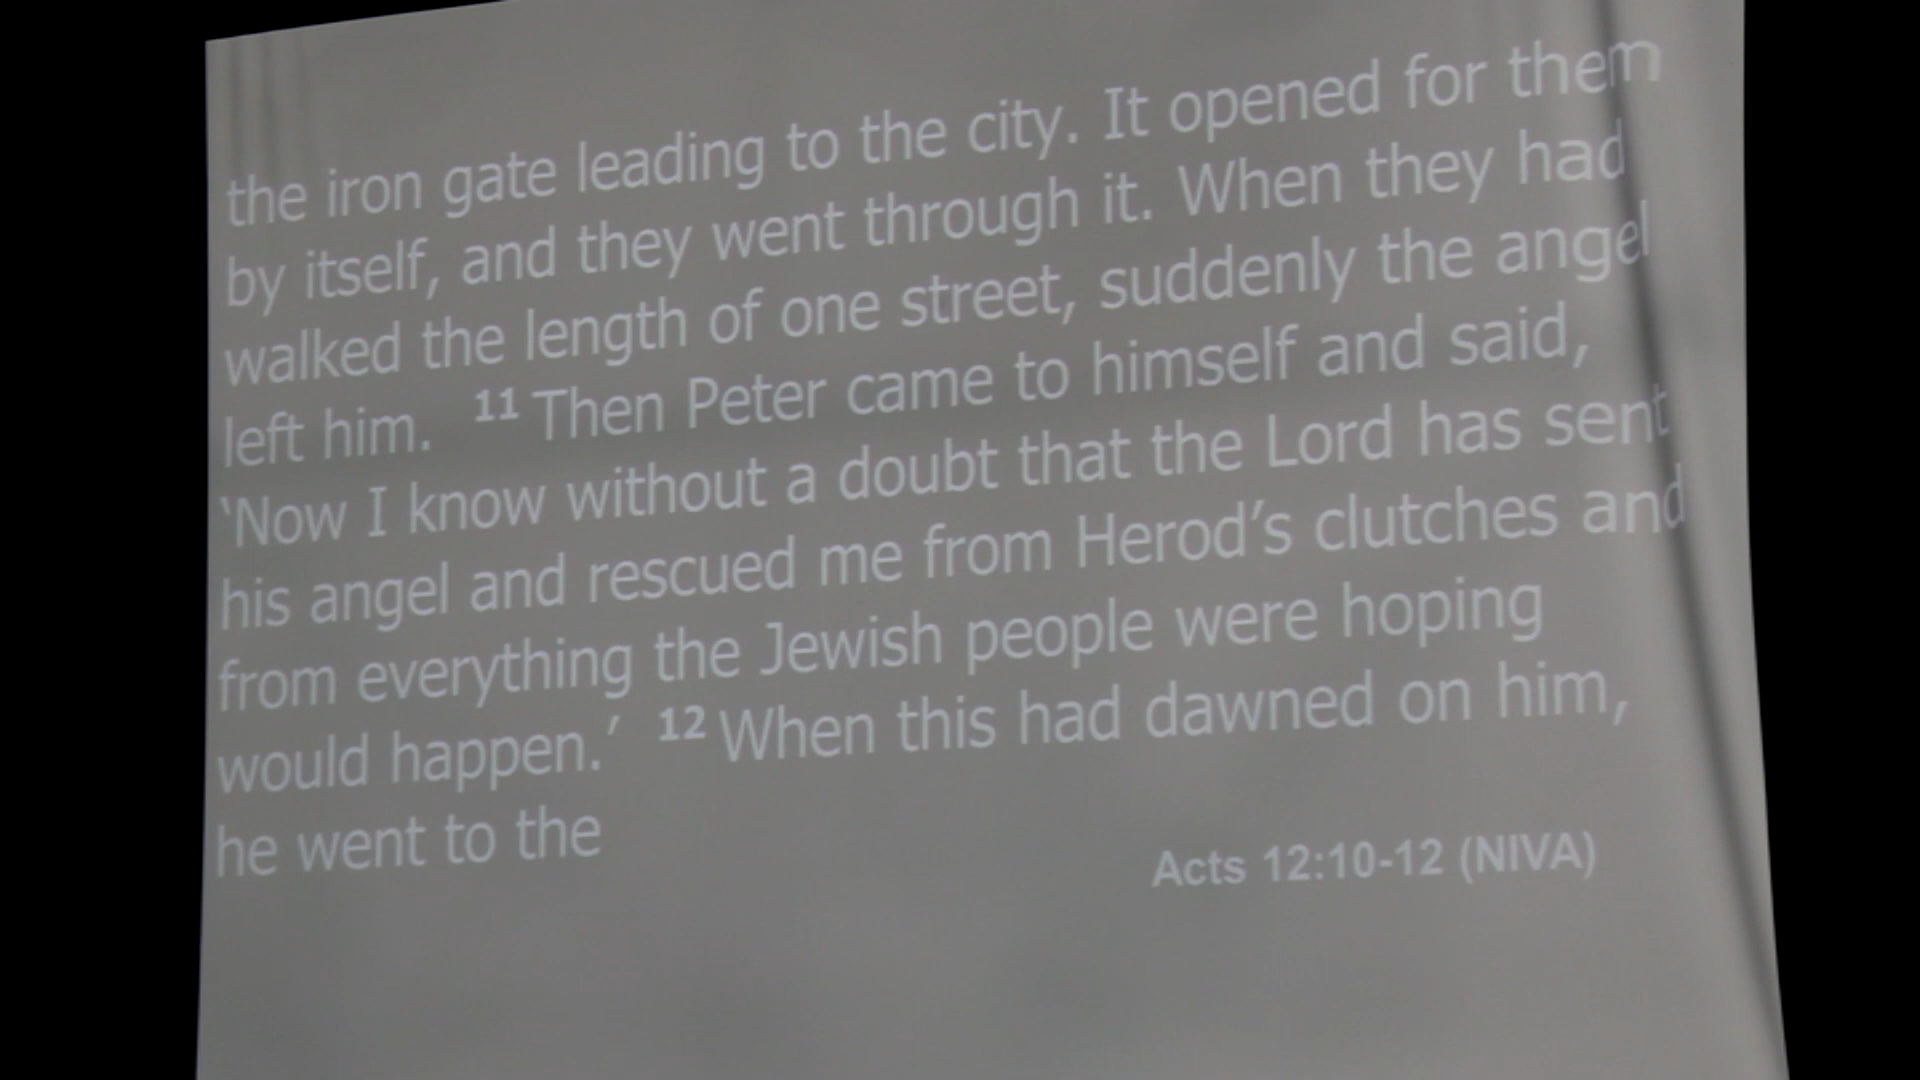 the iron gate leading to the city. It opened for them
by itself, and they went through it. When they had
walked the length of one street, suddenly the angel
left him. 11 Then Peter came to himself and said,
‘Now I know without a doubt that the Lord has sent
his angel and rescued me from Herod’s clutches and
from everything the Jewish people were hoping
would happen.’ 12 When this had dawned on him,
he went to the
Acts 12:10-12 (NIVA)